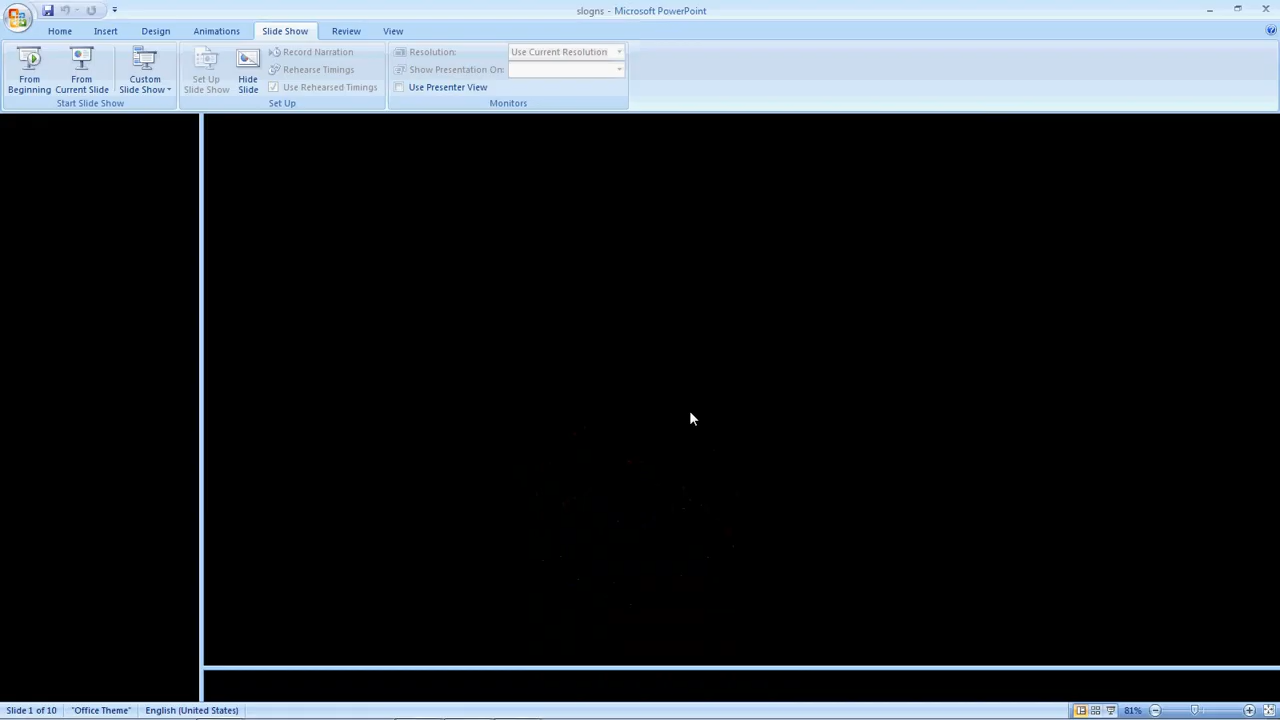 slogns - Microsoft PowerPoint
Home Insert Design Animations Slide Show Review View
From Beginning
From Current Slide
Custom Slide Show
Start Slide Show
Set Up Slide Show
Hide Slide
Record Narration
Rehearse Timings
Use Rehearsed Timings
Set Up
Resolution: Use Current Resolution
Show Presentation On:
Use Presenter View
Monitors
Slide 1 of 10 "Office Theme" English (United States) 81%